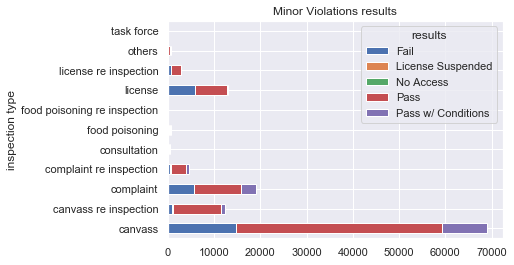 Minor Violations results
results
Fail
License Suspended
No Access
Pass
Pass w/ Conditions
inspection type
task force
others
license re inspection
license
food poisoning re inspection
food poisoning
consultation
complaint re inspection
complaint
canvass re inspection
canvass
0 10000 20000 30000 40000 50000 60000 70000